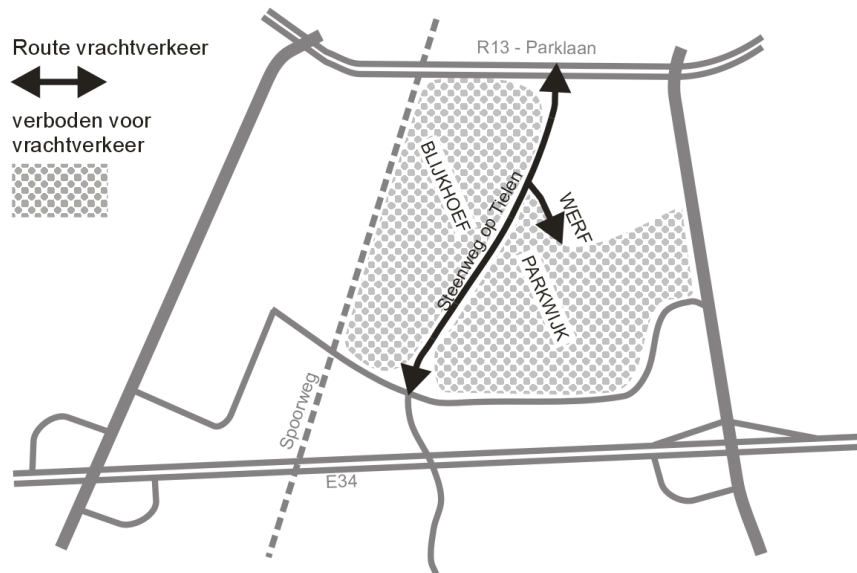 Route vrachtverkeer
verboden voor
vrachtverkeer
R13 - Parklaan
BLIJKHOEF
Steenweg op Tielen
WERF
PARKWIJK
Spoorweg
E34